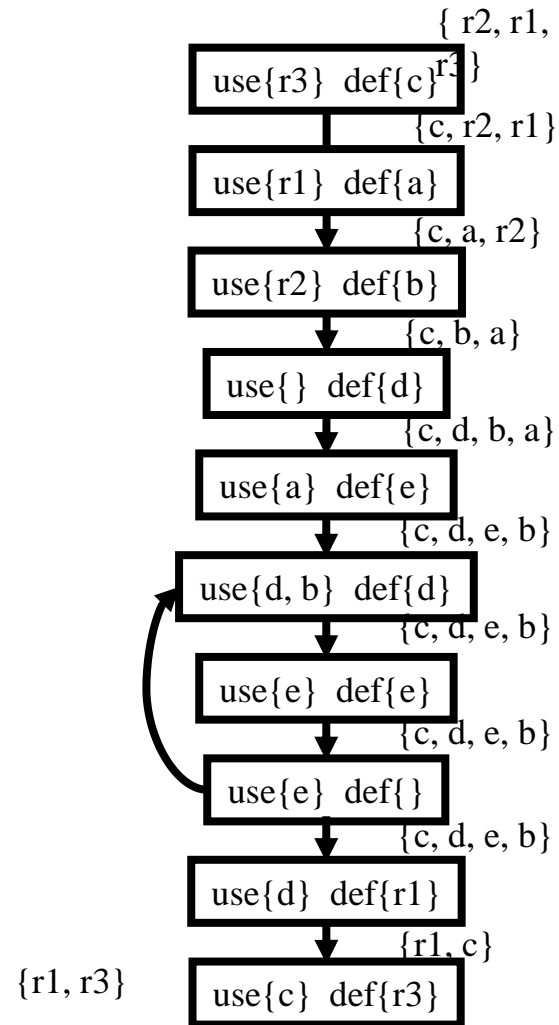 { r2, r1,
r3}
use{r3} def{c}
{c, r2, r1}
use{r1} def{a}
{c, a, r2}
use{r2} def{b}
{c, b, a}
use{} def{d}
{c, d, b, a}
use{a} def{e}
{c, d, e, b}
use{d, b} def{d}
{c, d, e, b}
use{e} def{e}
{c, d, e, b}
use{e} def{}
{c, d, e, b}
use{d} def{r1}
{r1, c}
{r1, r3}
use{c} def{r3}